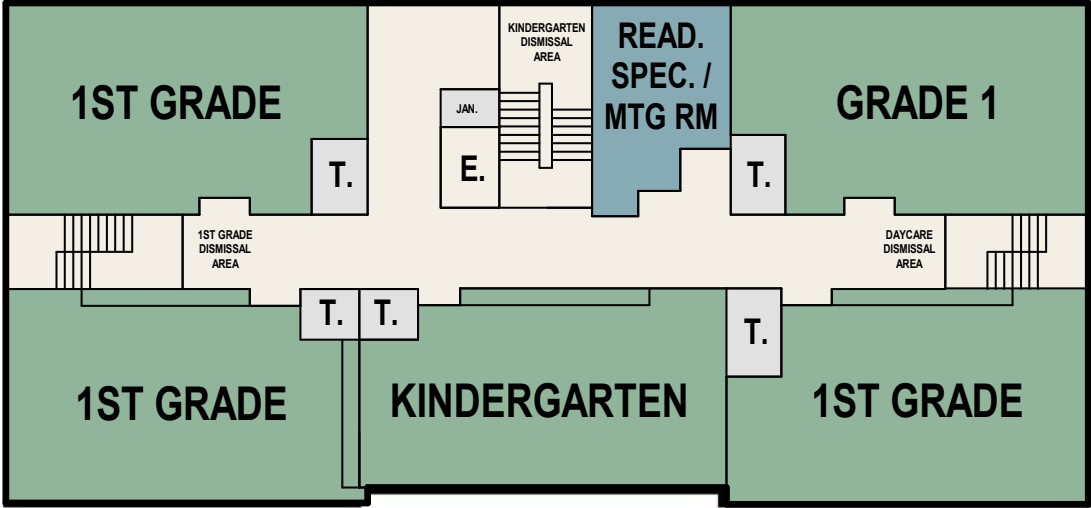 1ST GRADE
T.
KINDERGARTEN
DISMISSAL
AREA
JAN.
E.
READ.
SPEC. /
MTG RM
GRADE 1
T.
1ST GRADE
DISMISSAL
AREA
DAYCARE
DISMISSAL
AREA
1ST GRADE
T.
T.
KINDERGARTEN
T.
1ST GRADE